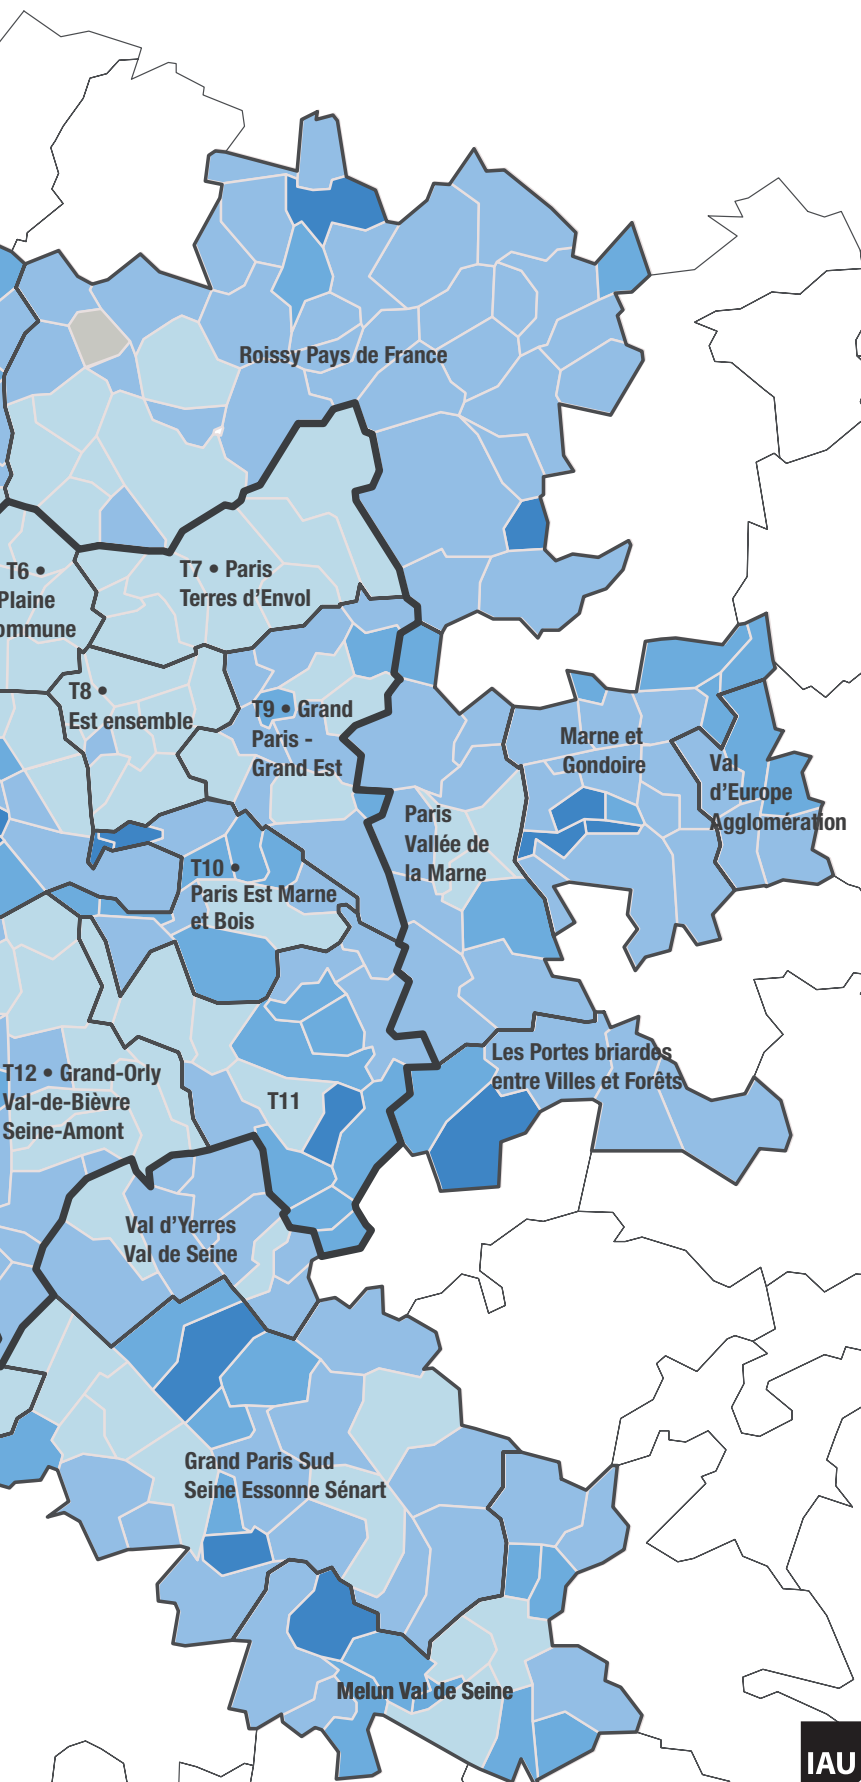 Roissy Pays de France
T6 •
Plaine
ommune
T7 • Paris
Terres d'Envol
T8 •
Est ensemble
T9 • Grand
Paris -
Grand Est
Marne et
Gondoire
Val
d'Europe
Agglomération
Paris
Vallée de
la Marne
T10 •
Paris Est Marne
et Bois
Les Portes briardes
entre Villes et Forêts
T12 • Grand-Orly
Val-de-Bièvre
Seine-Amont
T11
Val d'Yerres
Val de Seine
Grand Paris Sud
Seine Essonne Sénart
Melun Val de Seine
IAU